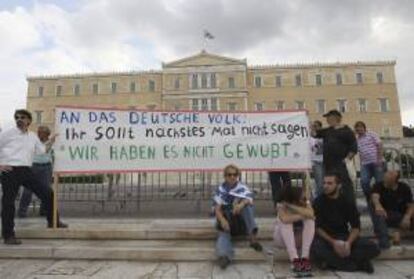 AN DAS DEUTSCHE VOLK:
Ihr SOLLT nächstes Mal nicht sagen
"WIR HABEN ES NICHT GEWUßT."